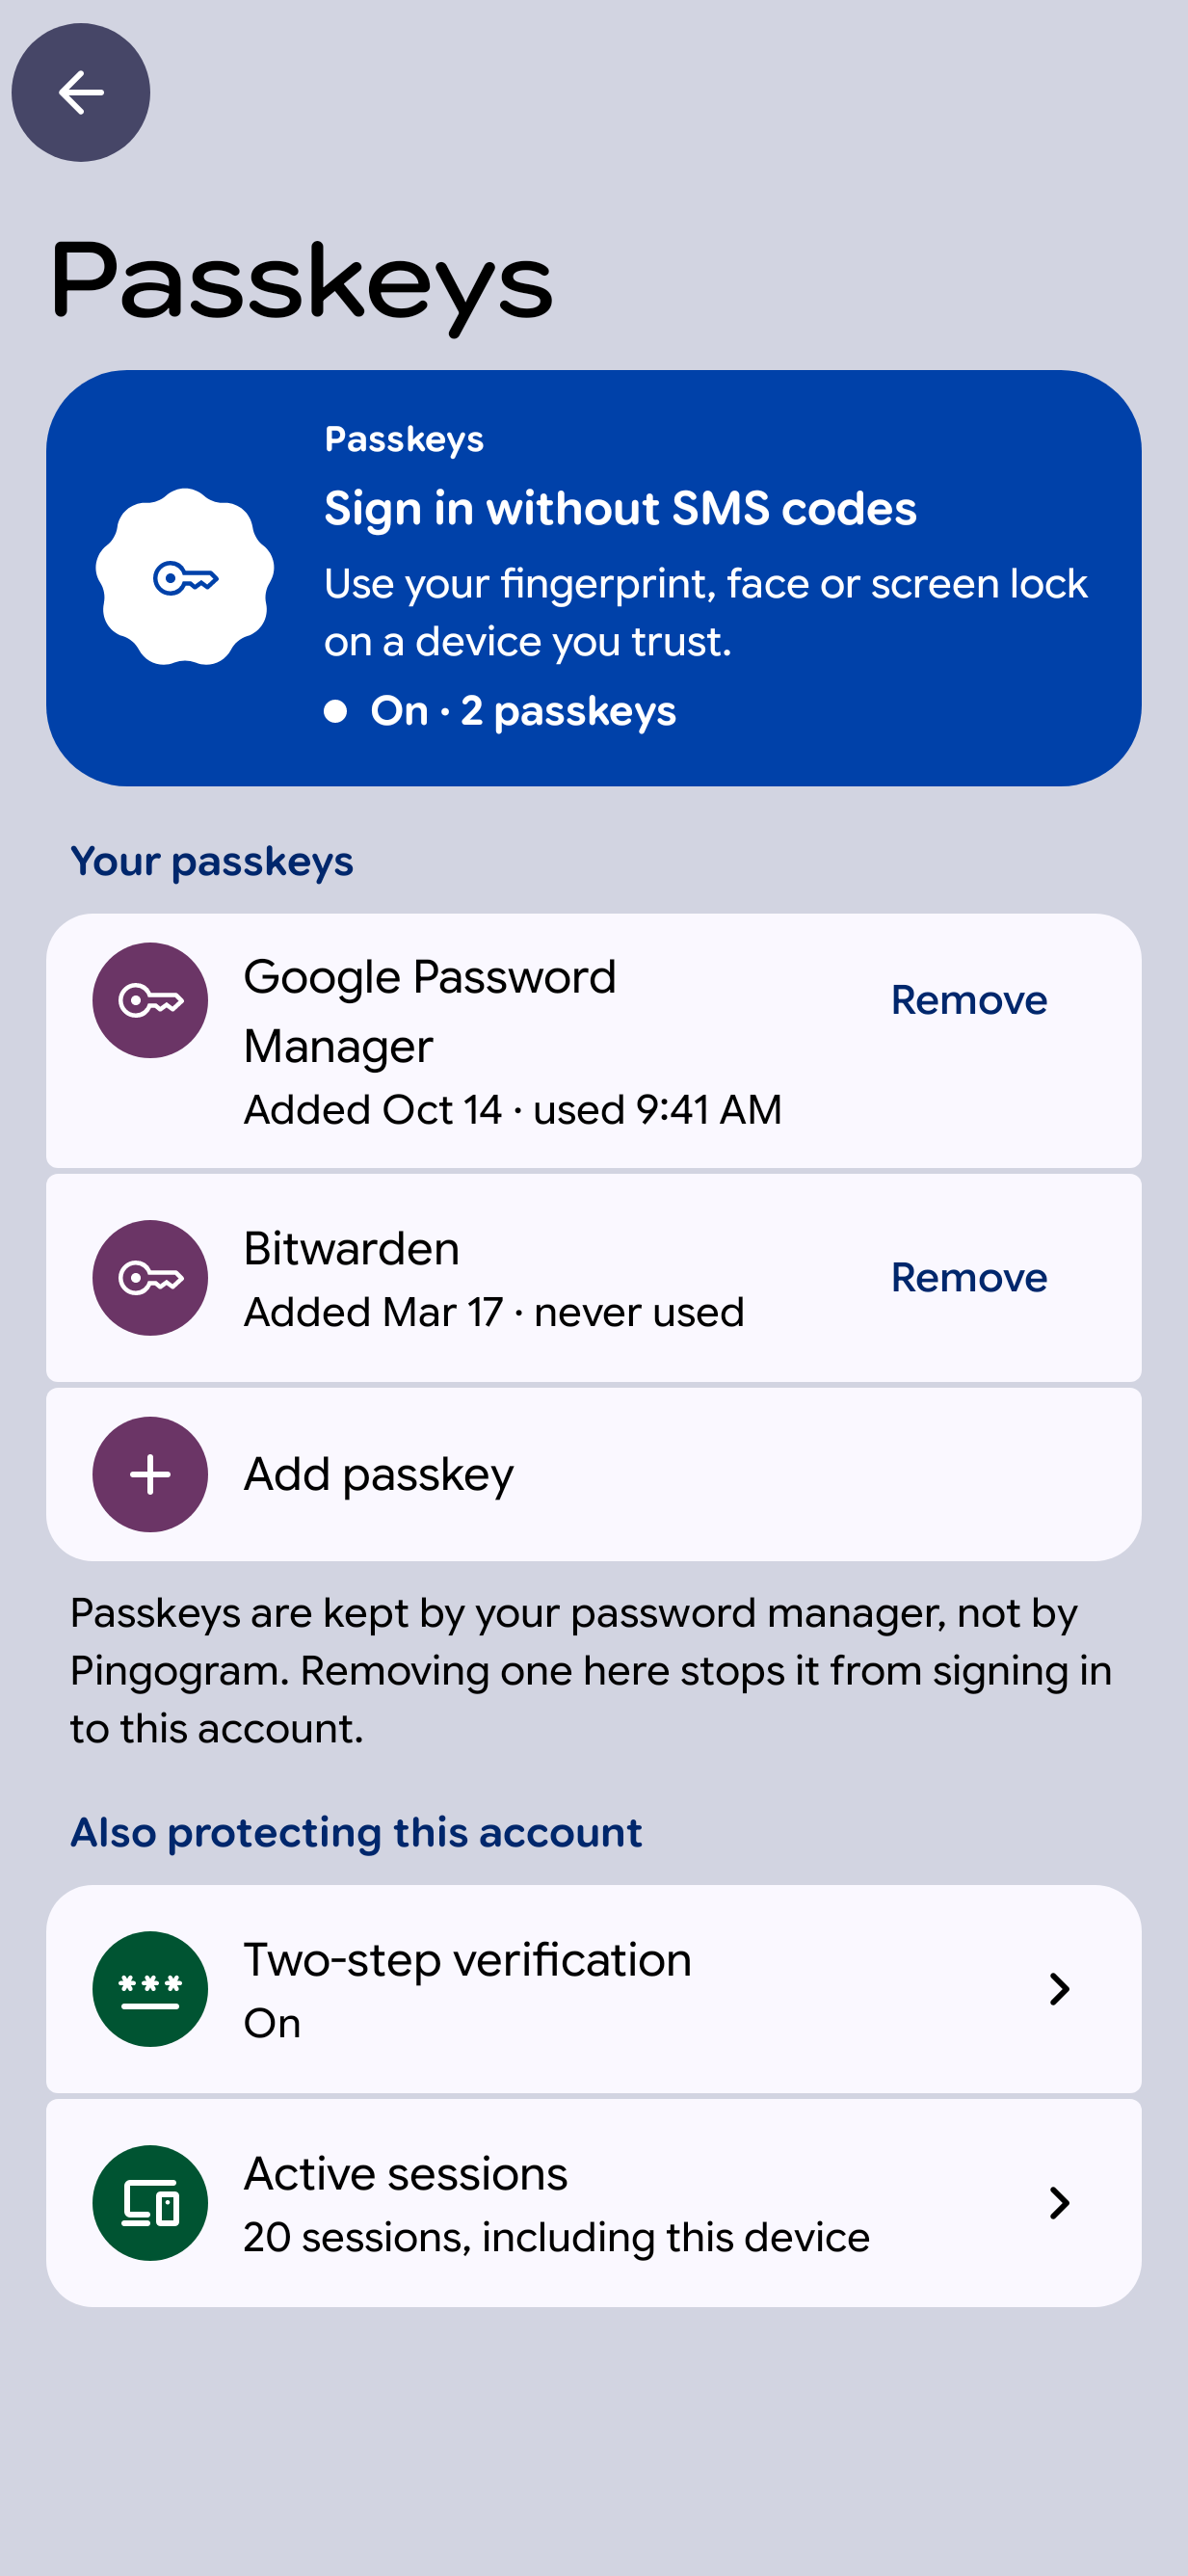 Passkeys
Passkeys
Sign in without SMS codes
Use your fingerprint, face or screen lock
on a device you trust.
On · 2 passkeys
Your passkeys
Google Password
Manager
Added Oct 14 · used 9:41 AM
Remove
Bitwarden
Added Mar 17 · never used
Remove
Add passkey
Passkeys are kept by your password manager, not by
Pingogram. Removing one here stops it from signing in
to this account.
Also protecting this account
Two-step verification
On
Active sessions
20 sessions, including this device